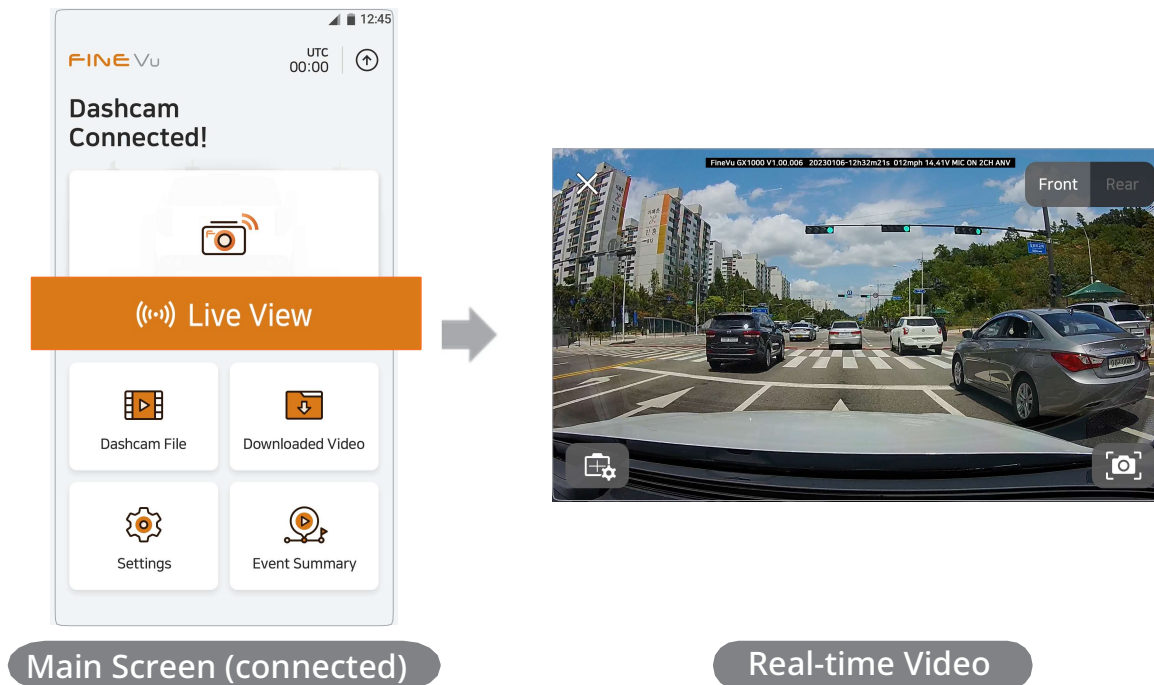 12:45
FINEVu
UTC
00:00
Dashcam
Connected!
Live View
Dashcam File
Downloaded Video
Settings
Event Summary
Main Screen (connected)
FineVu GX1000 V1.00.006 20230106-12h32m21s 012mph 14.41V MIC ON 2CH ANV
Front
Rear
Real-time Video